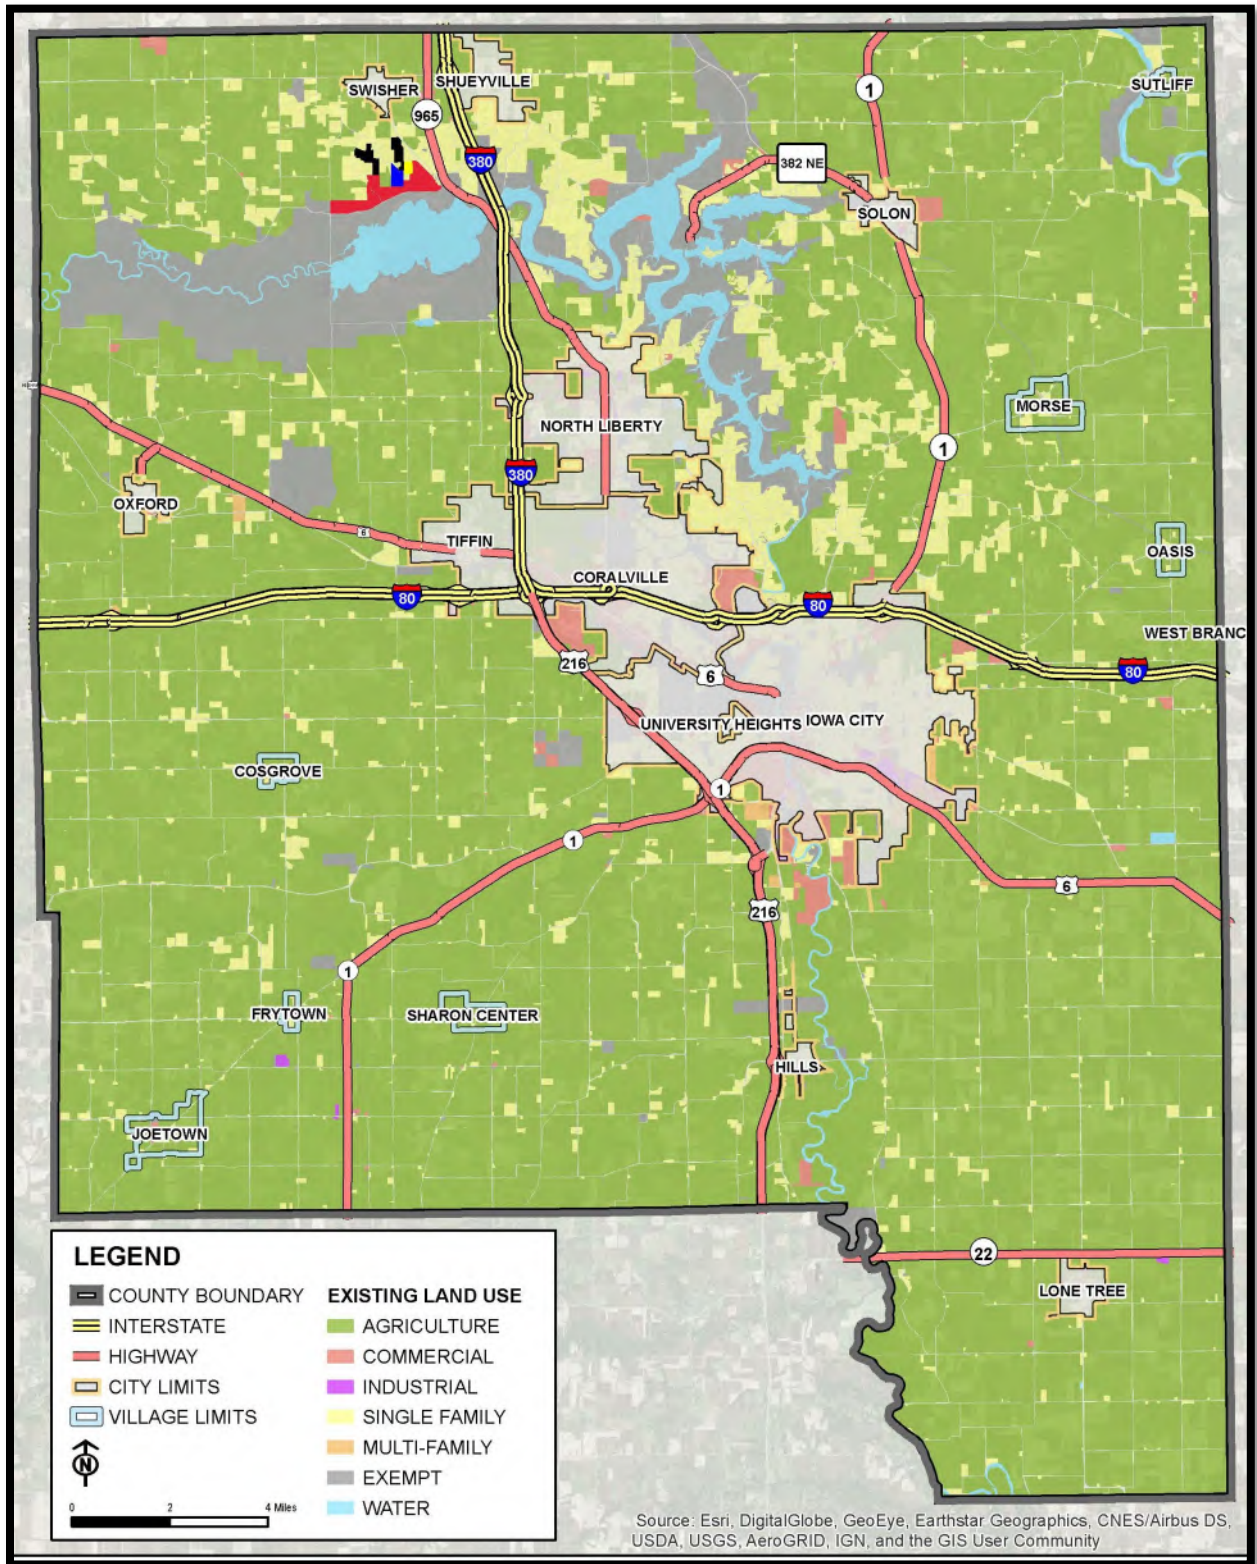 SWISHER
SHUEYVILLE
SUTLIFF
965
1
380
382 NE
SOLON
MORSE
NORTH LIBERTY
1
380
OXFORD
6
TIFFIN
OASIS
CORALVILLE
80
80
WEST BRANC
216
6
80
UNIVERSITY HEIGHTS
IOWA CITY
COSGROVE
1
1
6
216
1
FRYTOWN
SHARON CENTER
HILLS
JOETOWN
22
LONE TREE
LEGEND
COUNTY BOUNDARY
INTERSTATE
HIGHWAY
CITY LIMITS
VILLAGE LIMITS
N
0 2 4 Miles
EXISTING LAND USE
AGRICULTURE
COMMERCIAL
INDUSTRIAL
SINGLE FAMILY
MULTI-FAMILY
EXEMPT
WATER
Source: Esri, DigitalGlobe, GeoEye, Earthstar Geographics, CNES/Airbus DS,
USDA, USGS, AeroGRID, IGN, and the GIS User Community